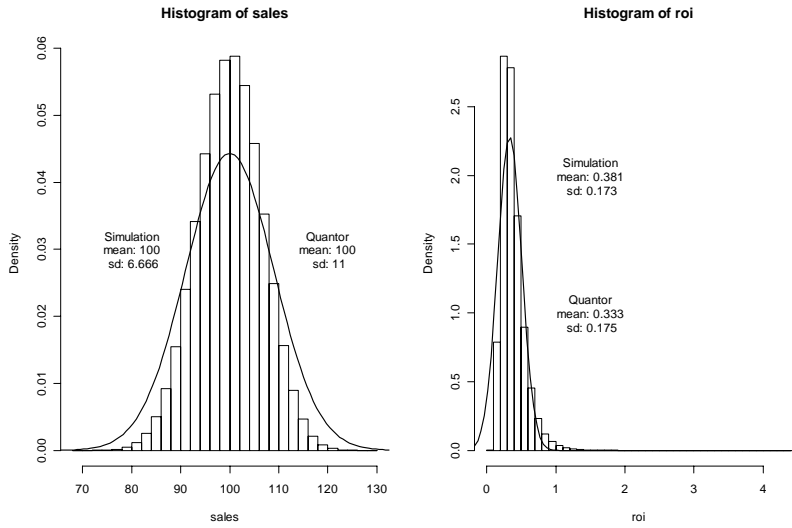 Histogram of sales
Density
0.00
0.01
0.02
0.03
0.04
0.05
0.06
Simulation
mean: 100
sd: 6.666
Quantor
mean: 100
sd: 11
70
80
90
100
110
120
130
sales
Histogram of roi
Density
0.0
0.5
1.0
1.5
2.0
2.5
Simulation
mean: 0.381
sd: 0.173
Quantor
mean: 0.333
sd: 0.175
0
1
2
3
4
roi